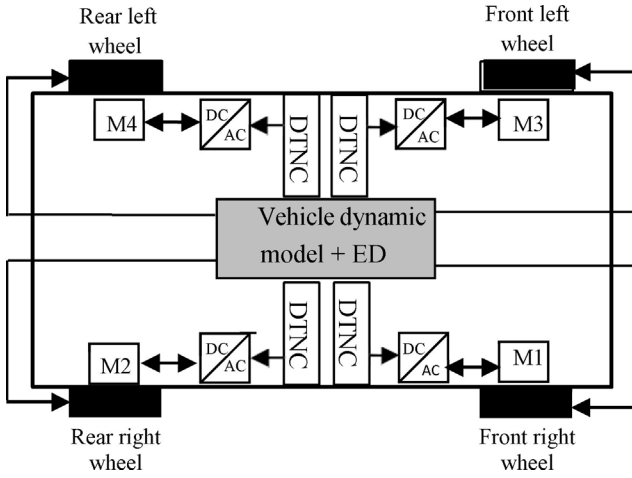 Rear left
wheel
Front left
wheel
M4
DC
AC
DTNC
DTNC
DC
AC
M3
Vehicle dynamic
model + ED
M2
DC
AC
DTNC
DTNC
DC
AC
M1
Rear right
wheel
Front right
wheel